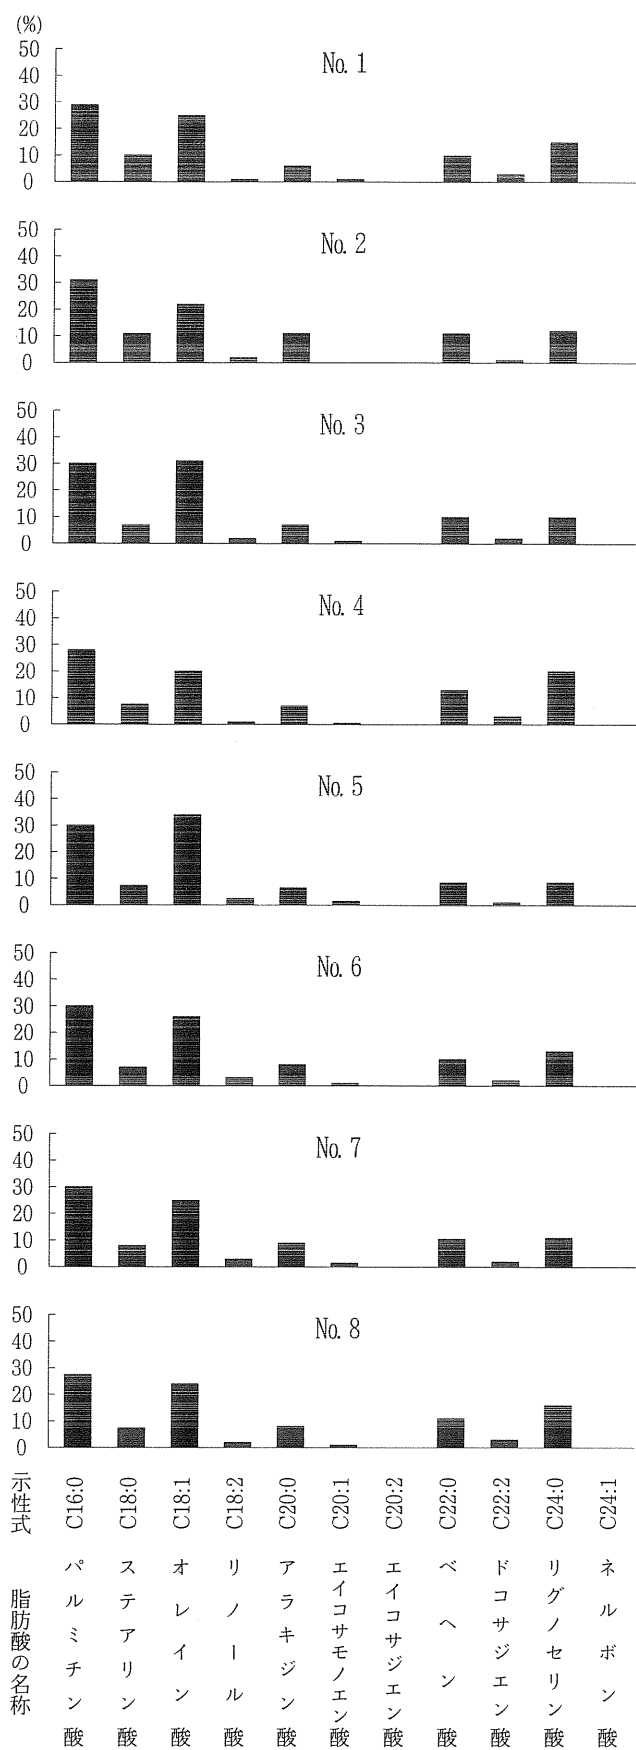 (%)
50
40
30
20
10
0
No. 1
50
40
30
20
10
0
No. 2
50
40
30
20
10
0
No. 3
50
40
30
20
10
0
No. 4
50
40
30
20
10
0
No. 5
50
40
30
20
10
0
No. 6
50
40
30
20
10
0
No. 7
50
40
30
20
10
0
No. 8
示性式
C16:0
C18:0
C18:1
C18:2
C20:0
C20:1
C20:2
C22:0
C22:2
C24:0
C24:1
脂肪酸の名称
パルミチン酸
ステアリン酸
オレイン酸
リノール酸
アラキジン酸
エイコサモノエン酸
エイコサジエン酸
ベヘン酸
ドコサジエン酸
リグノセリン酸
ネルボン酸